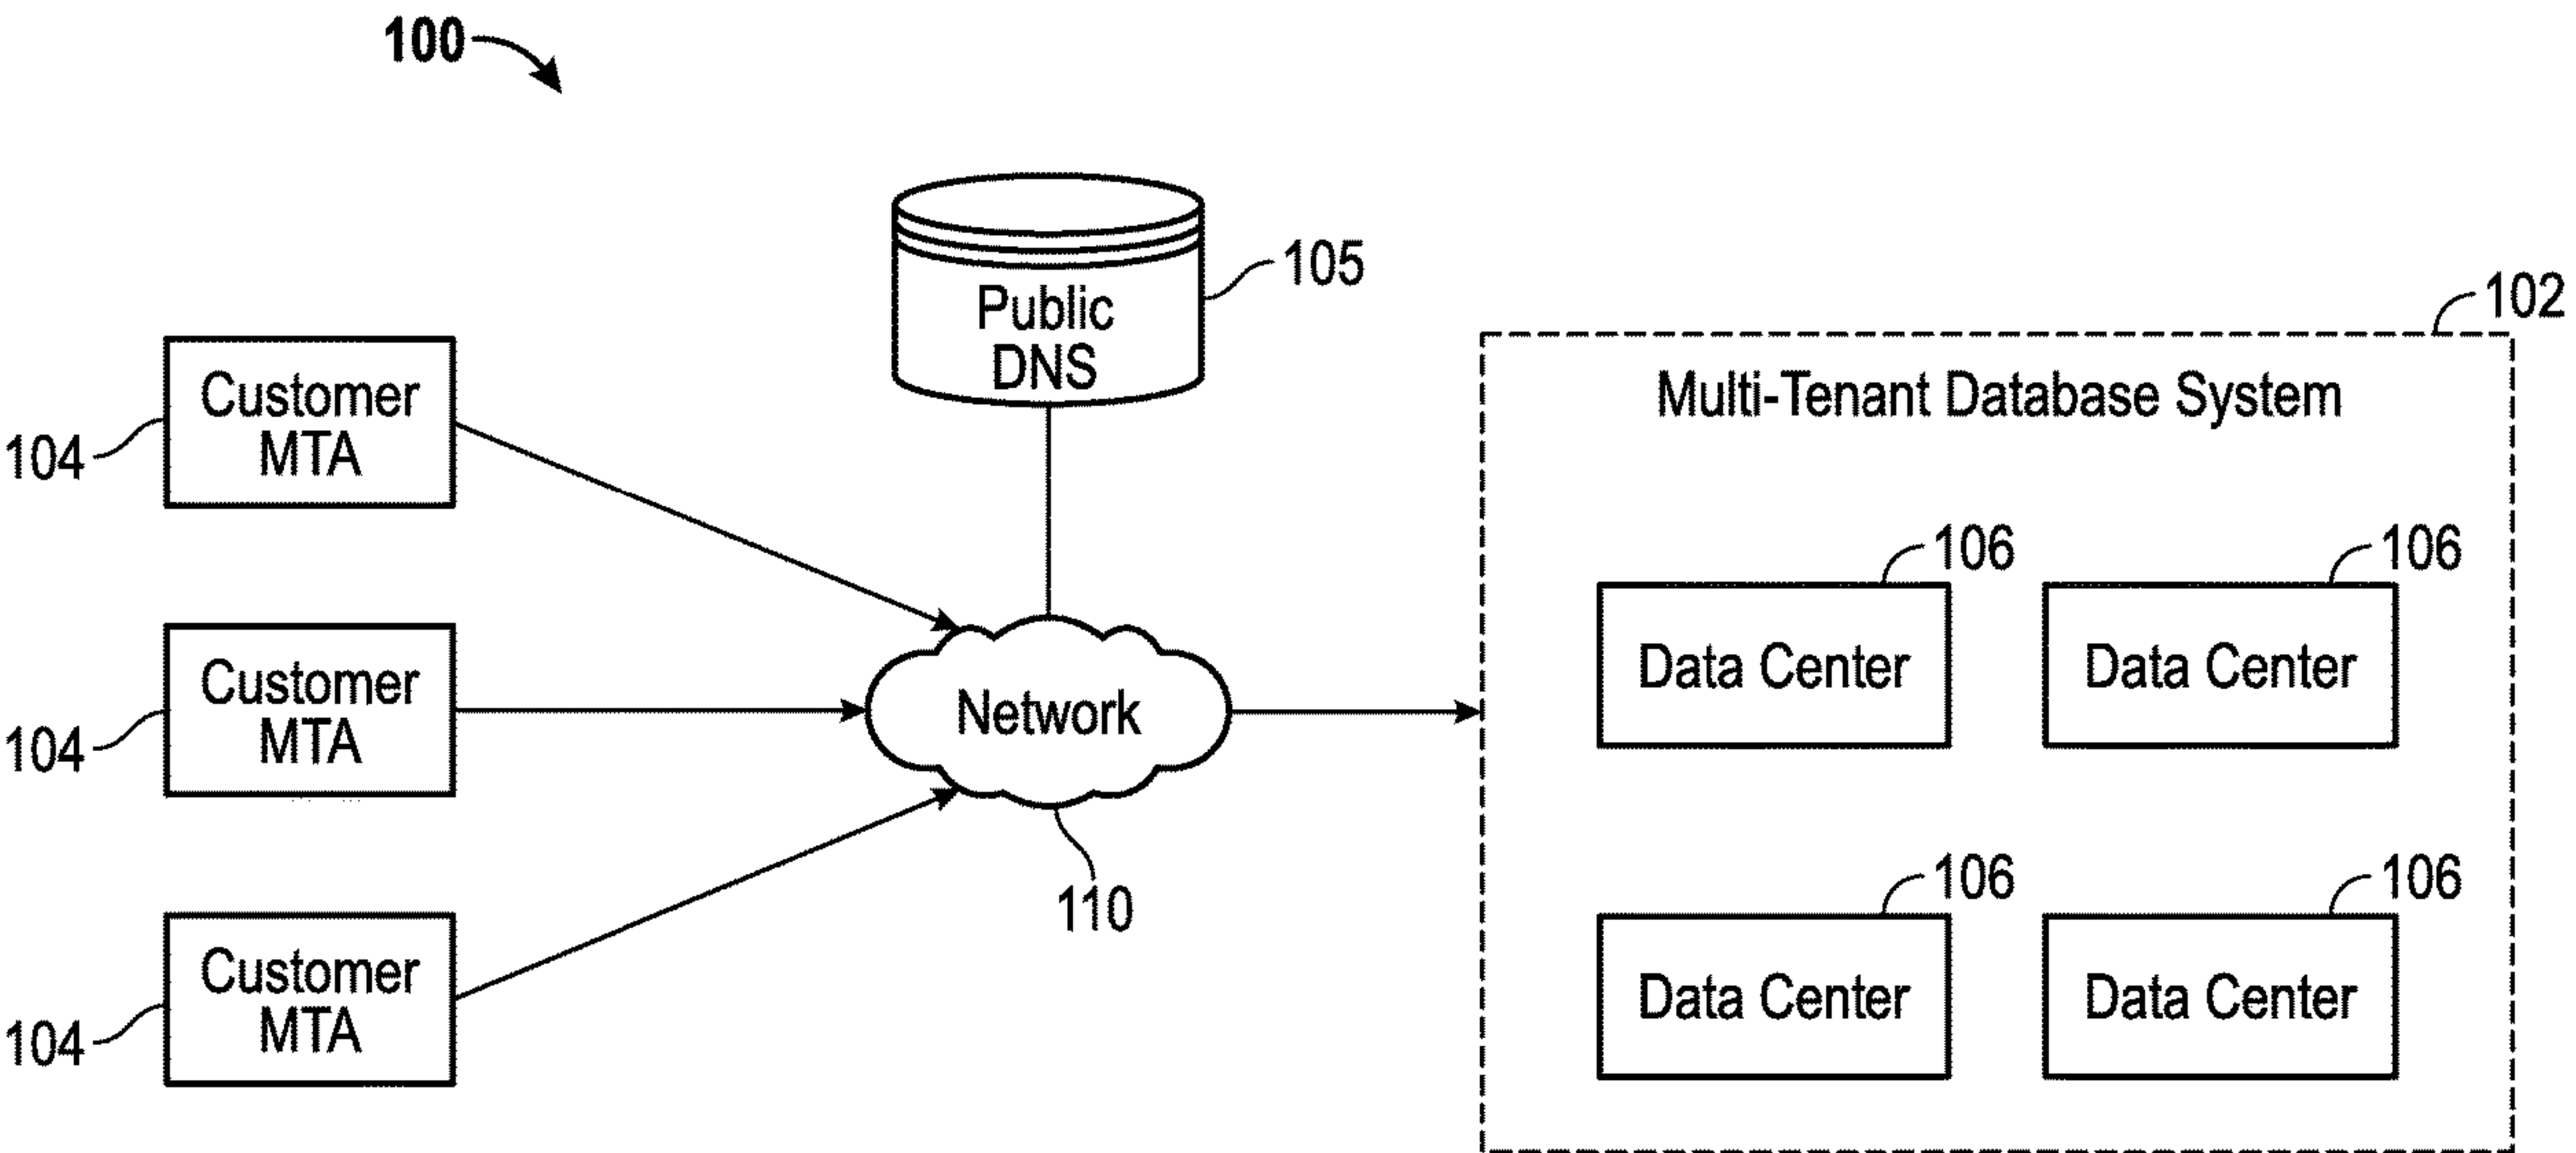 100
Public
DNS
105
102
Multi-Tenant Database System
Customer
MTA
104
106
106
Data Center
Data Center
Customer
MTA
104
Network
110
106
106
Data Center
Data Center
Customer
MTA
104